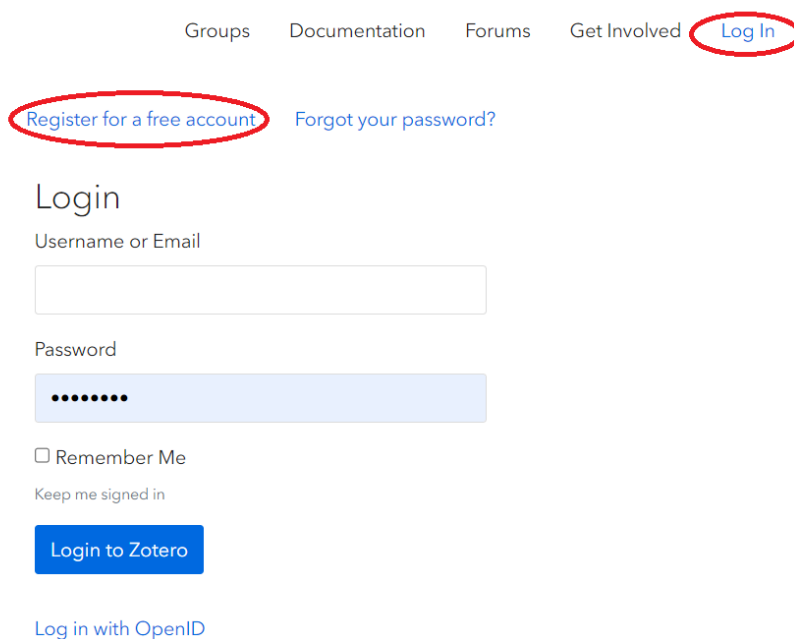 Groups Documentation Forums Get Involved Log In
Register for a free account Forgot your password?
Login
Username or Email
Password
••••••••
Remember Me
Keep me signed in
Login to Zotero
Log in with OpenID